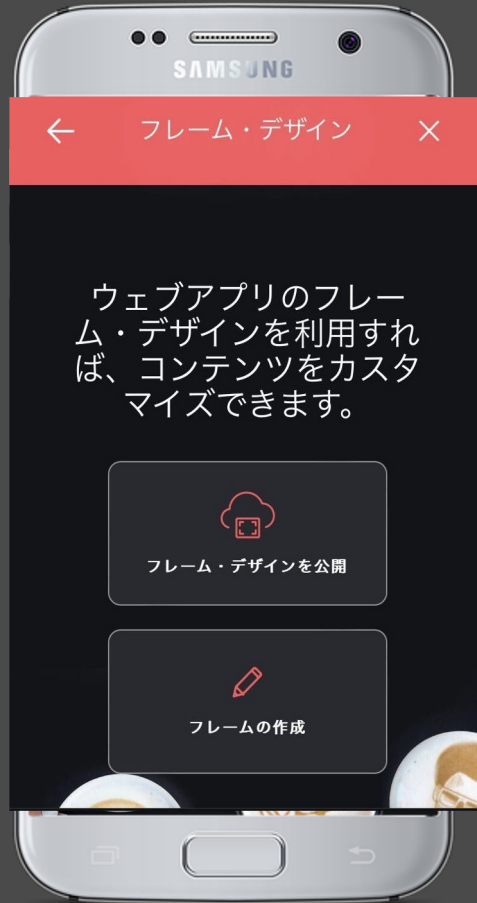 SAMSUNG
フレーム・デザイン
ウェブアプリのフレー
ム・デザインを利用すれ
ば、コンテンツをカスタ
マイズできます。
フレーム・デザインを公開
フレームの作成